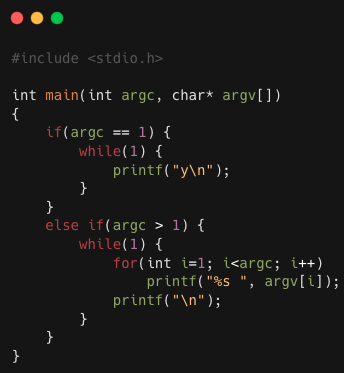 #include <stdio.h>

int main(int argc, char* argv[])
{
    if(argc == 1) {
        while(1) {
            printf("y\n");
        }
    }
    else if(argc > 1) {
        while(1) {
            for(int i=1; i<argc; i++)
                printf("%s ", argv[i]);
            printf("\n");
        }
    }
}